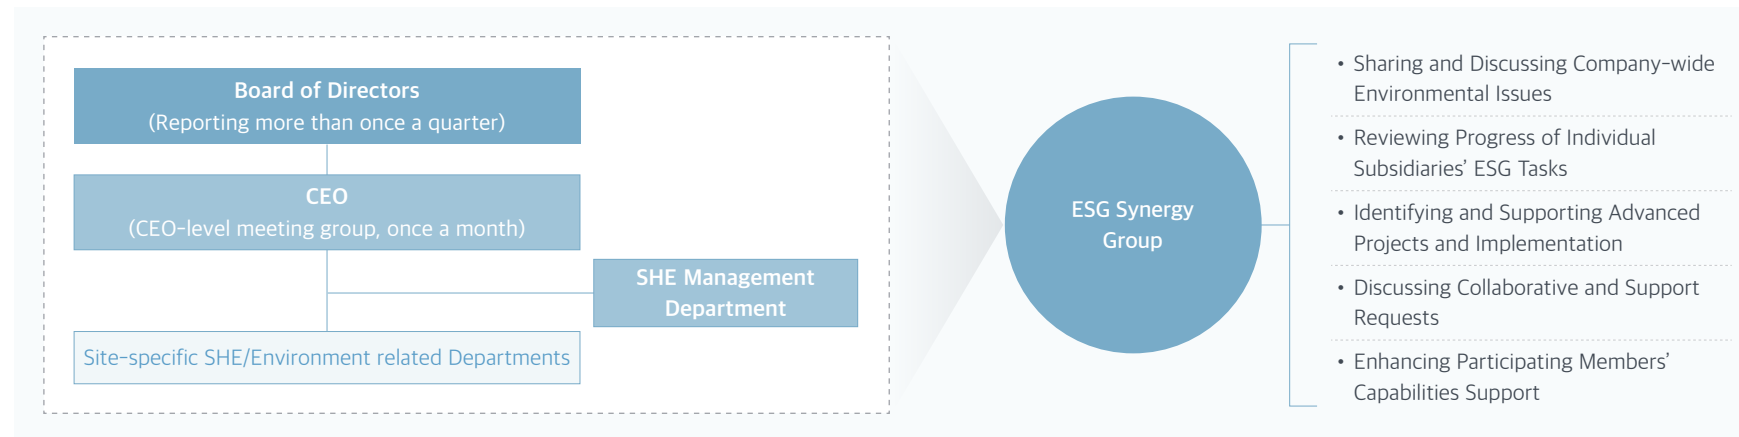 Board of Directors
(Reporting more than once a quarter)
CEO
(CEO-level meeting group, once a month)
SHE Management
Department
Site-specific SHE/Environment related Departments
ESG Synergy
Group
• Sharing and Discussing Company-wide
Environmental Issues
• Reviewing Progress of Individual
Subsidiaries’ ESG Tasks
• Identifying and Supporting Advanced
Projects and Implementation
• Discussing Collaborative and Support
Requests
• Enhancing Participating Members’
Capabilities Support